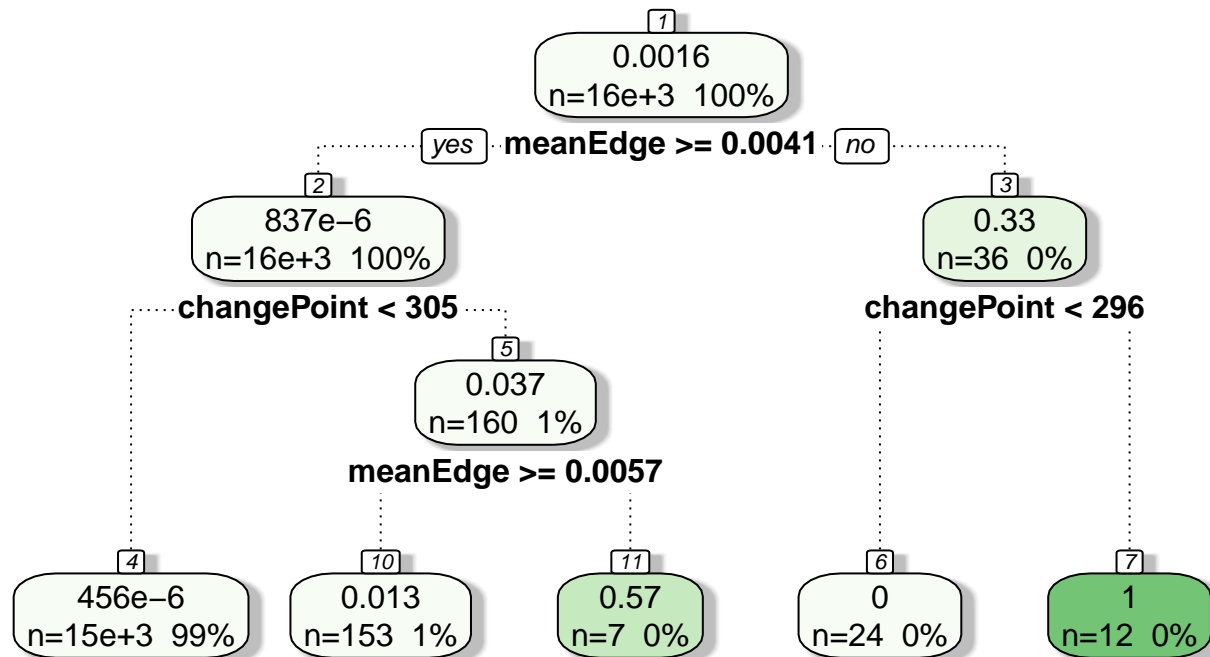 1
0.0016
n=16e+3 100%
yes meanEdge >= 0.0041 no
2
837e−6
n=16e+3 100%
3
0.33
n=36 0%
changePoint < 305
changePoint < 296
5
0.037
n=160 1%
meanEdge >= 0.0057
4
456e−6
n=15e+3 99%
10
0.013
n=153 1%
11
0.57
n=7 0%
6
0
n=24 0%
7
1
n=12 0%